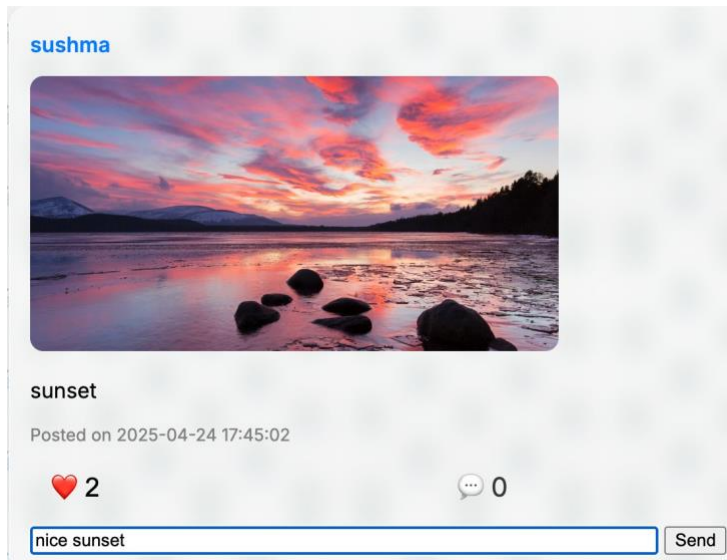 sushma
sunset
Posted on 2025-04-24 17:45:02
❤️ 2 💬 0
nice sunset Send